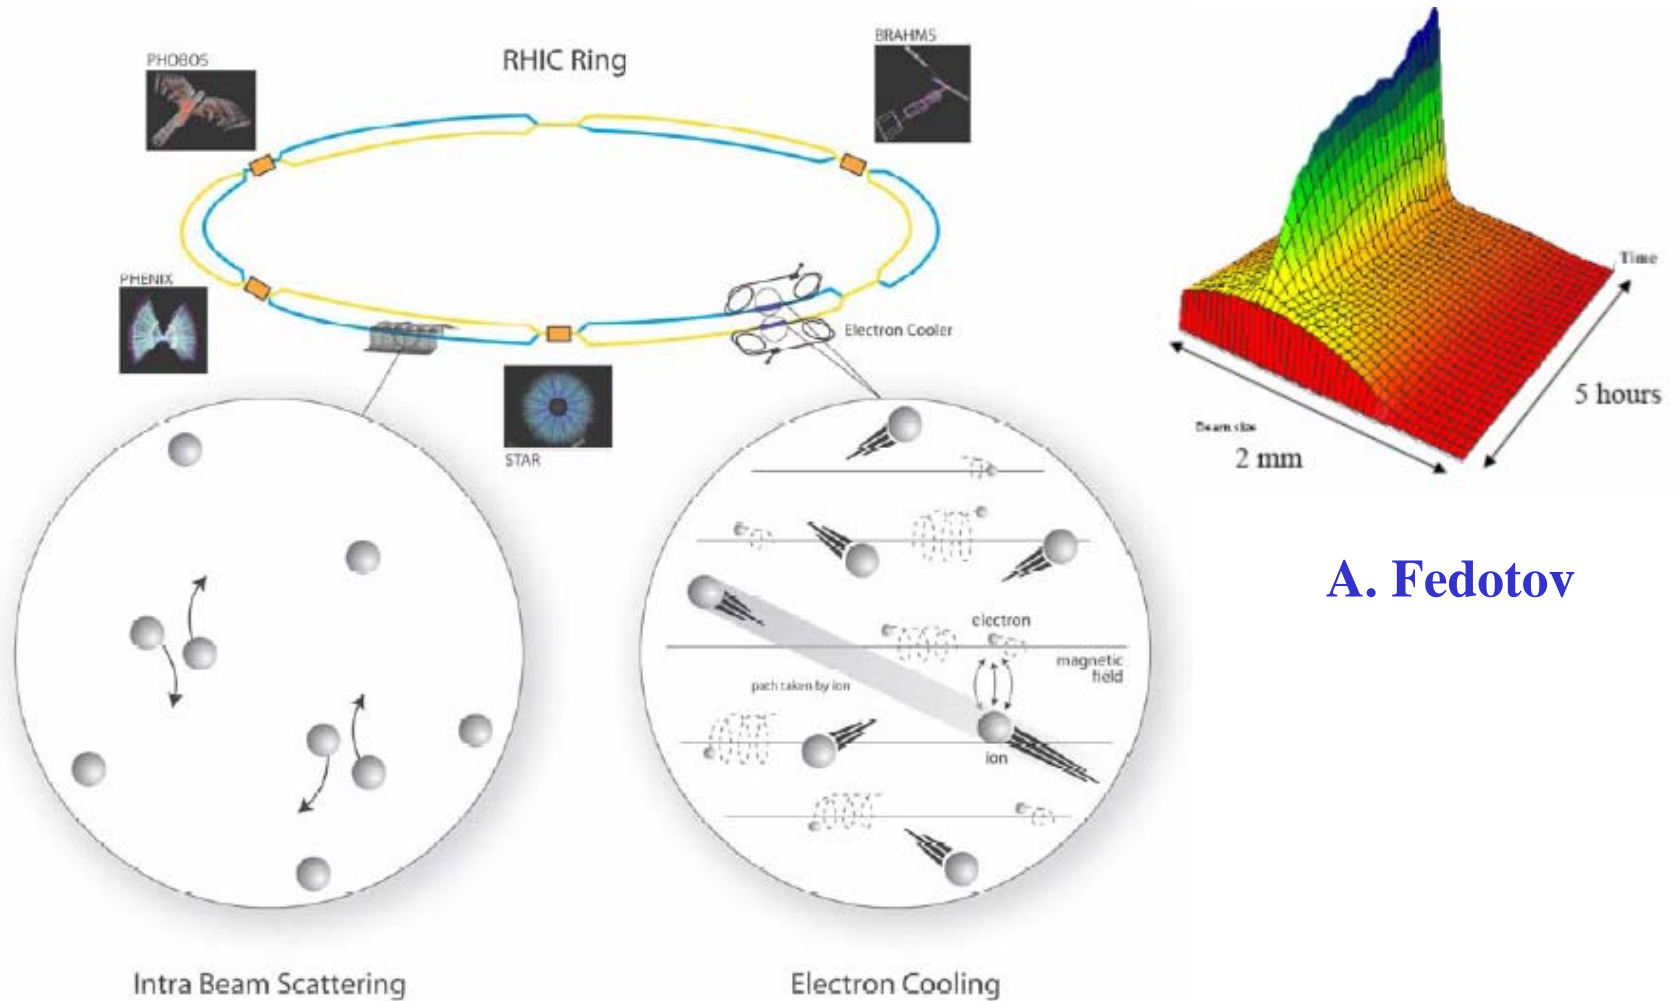 PHOBOS
RHIC Ring
BRAHMS
PHENIX
Electron Cooler
STAR
Time
5 hours
Beam size
2 mm
A. Fedotov
electron
magnetic
field
path taken by ion
ion
Intra Beam Scattering
Electron Cooling